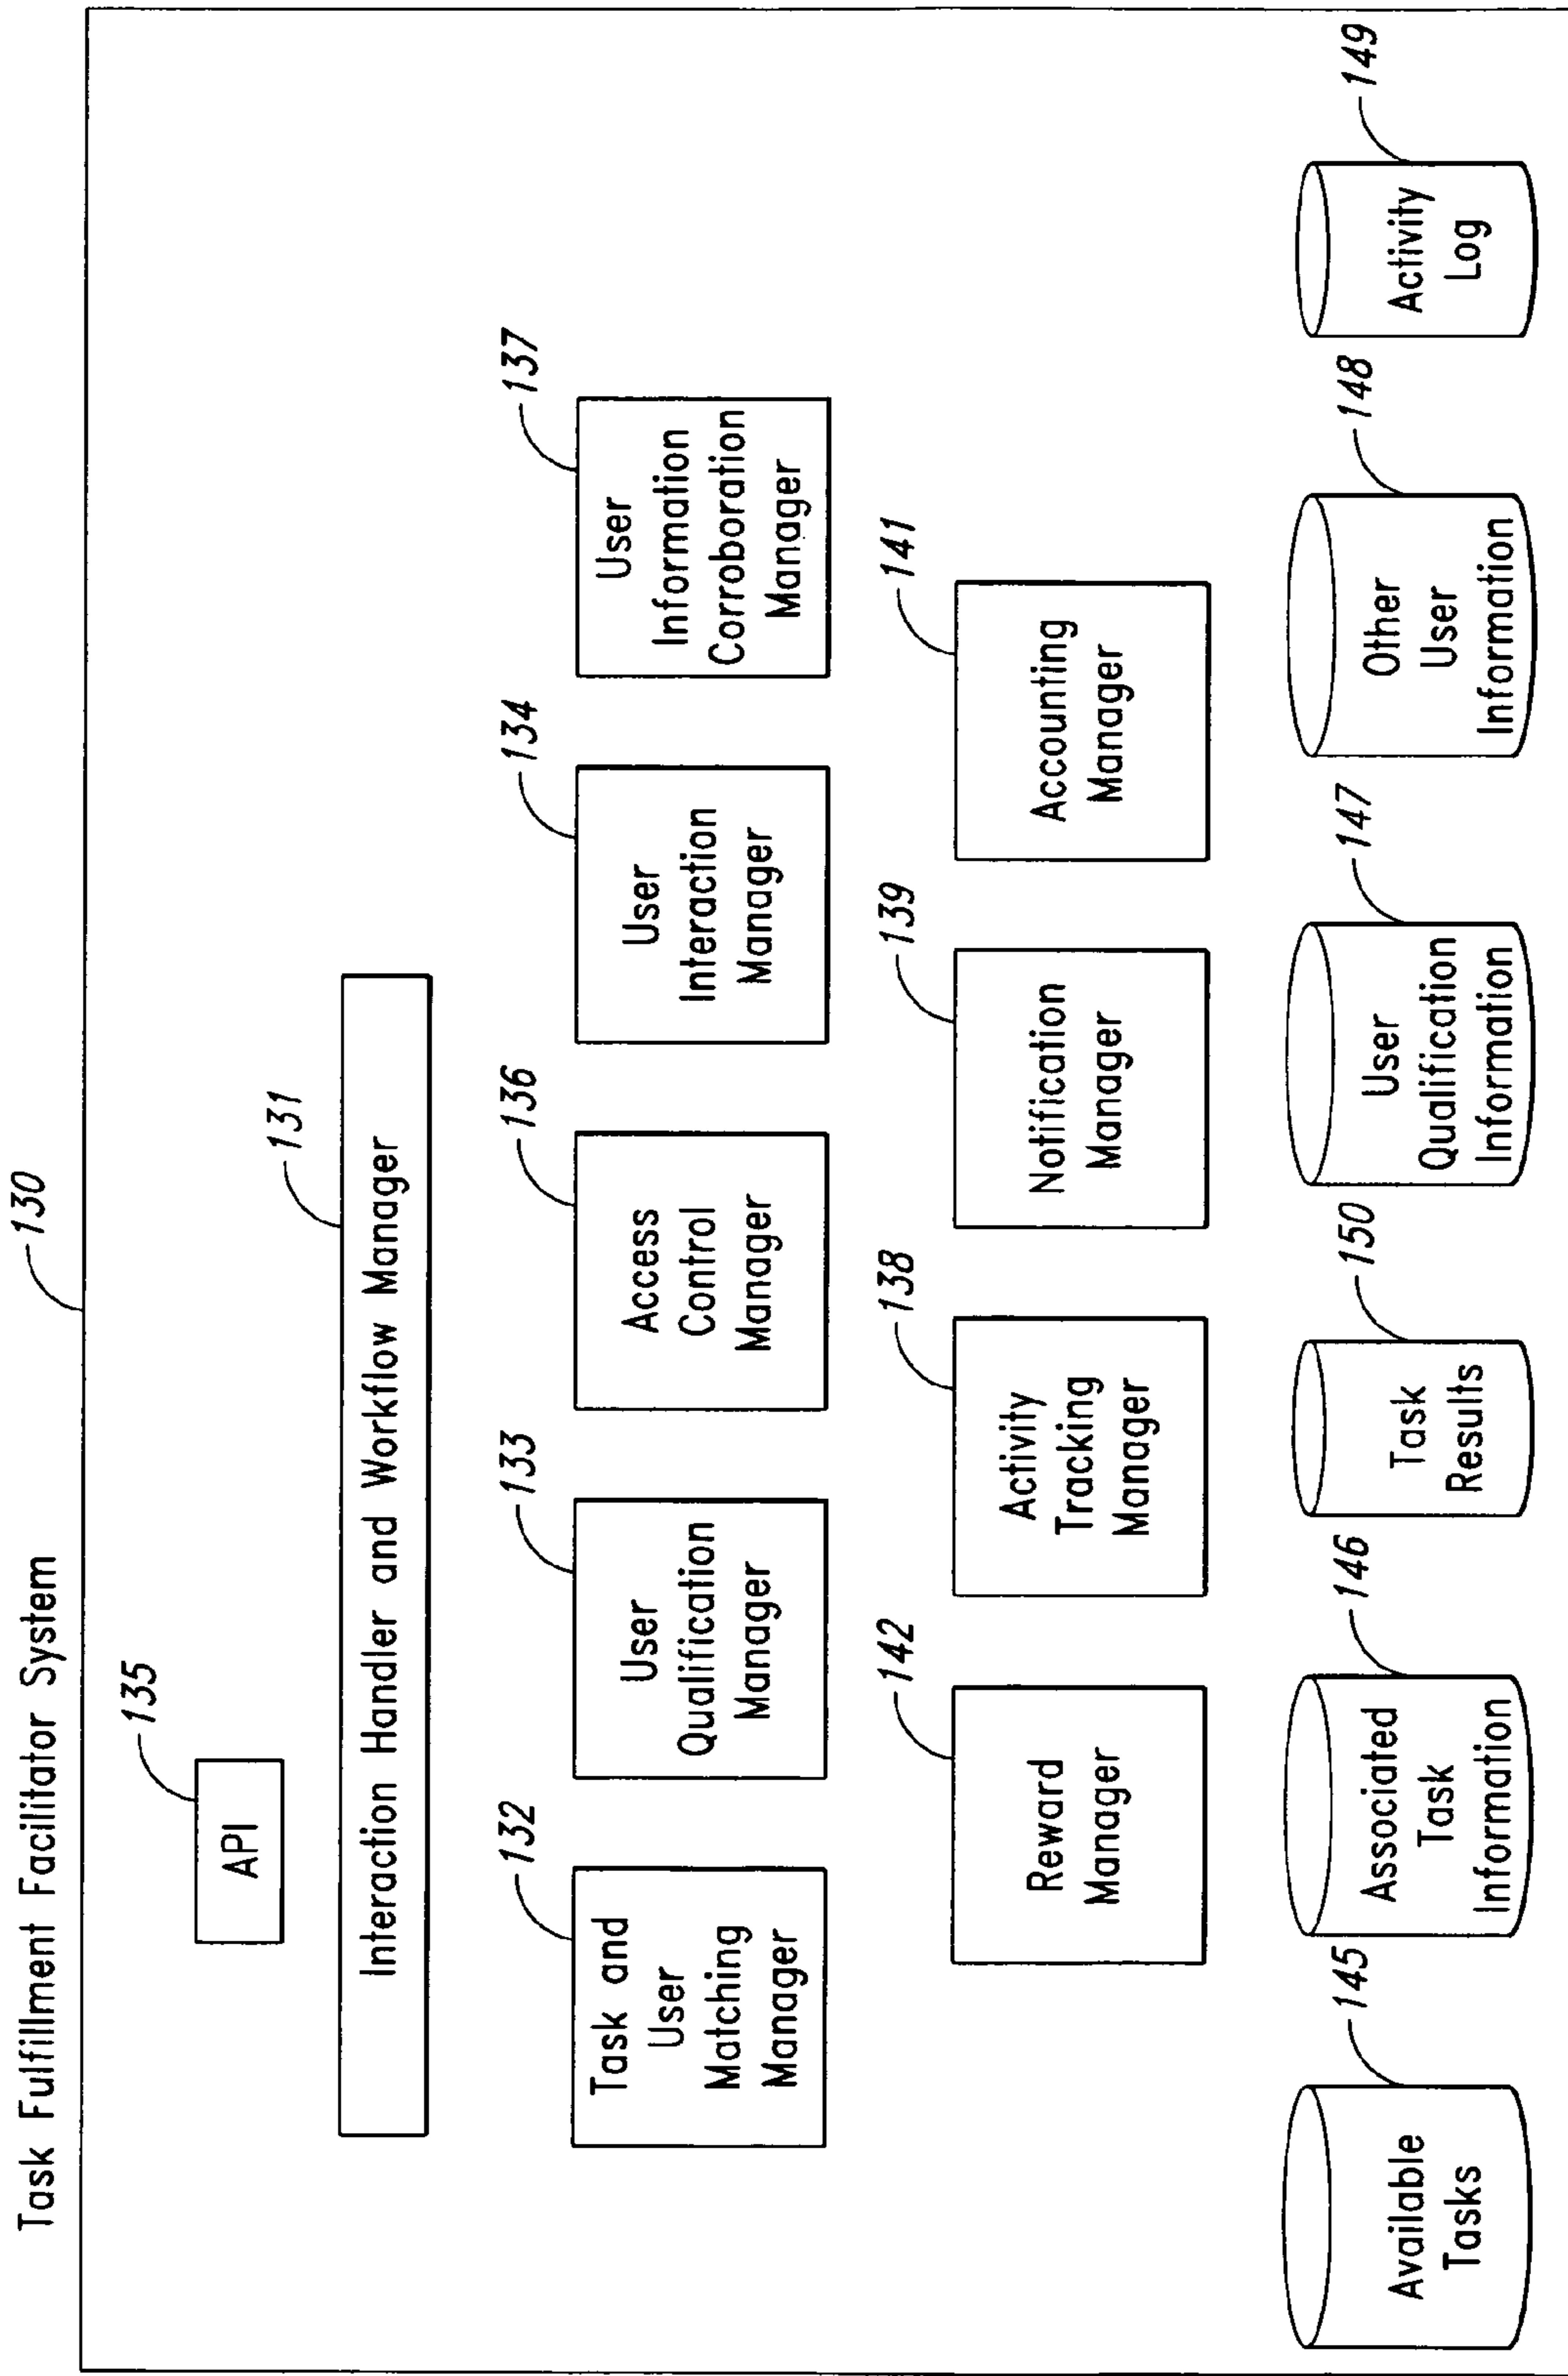 Task Fulfillment Facilitator System
130
135
API
131
Interaction Handler and Workflow Manager
132
Task and
User
Matching
Manager
133
User
Qualification
Manager
136
Access
Control
Manager
134
User
Interaction
Manager
137
User
Information
Corroboration
Manager
142
Reward
Manager
138
Activity
Tracking
Manager
139
Notification
Manager
141
Accounting
Manager
145
Available
Tasks
146
Associated
Task
Information
150
Task
Results
147
User
Qualification
Information
148
Other
User
Information
149
Activity
Log